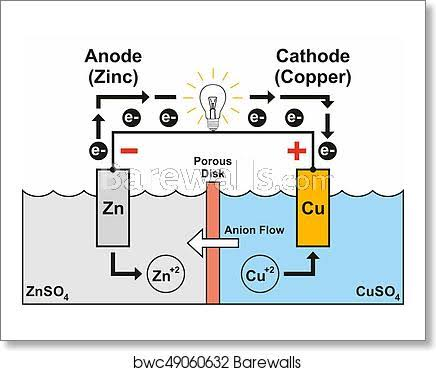 Anode
(Zinc)
Cathode
(Copper)
e-
e-
e-
e-
e-
e-
−
+
Porous
Disk
Barewalls.com
Zn
Cu
Anion Flow
Zn+2
Cu+2
ZnSO4
CuSO4
bwc49060632 Barewalls